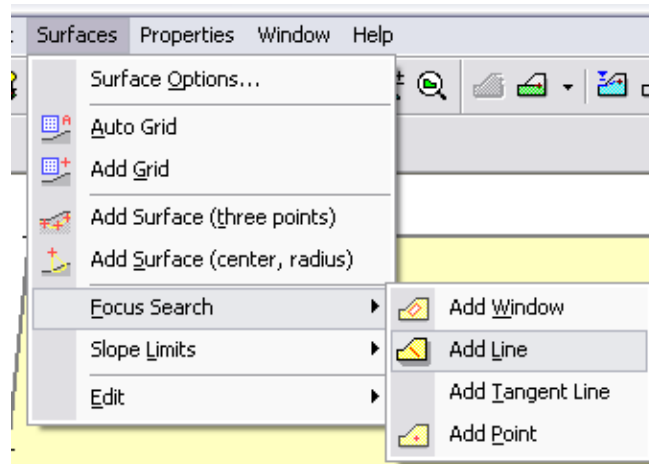 Surfaces Properties Window Help
Surface Options...
Auto Grid
Add Grid
Add Surface (three points)
Add Surface (center, radius)
Focus Search
Slope Limits
Edit
Add Window
Add Line
Add Tangent Line
Add Point